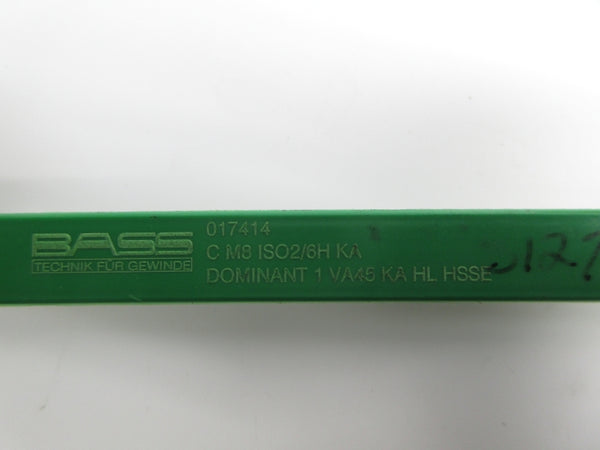 BASS
TECHNIK FÜR GEWINDE
017414
C M8 ISO2/6H KA
DOMINANT 1 VA45 KA HL HSSE